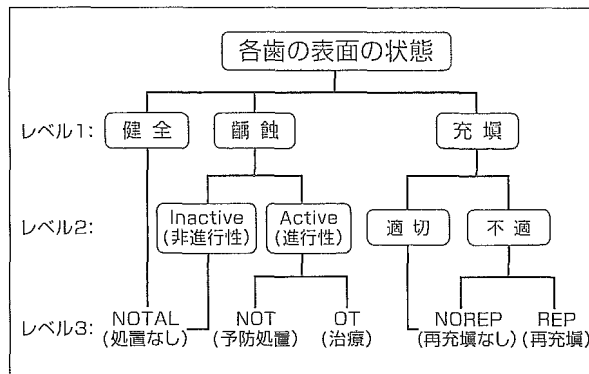 各歯の表面の状態
レベル1: 健全 齲蝕 充塡
レベル2: Inactive (非進行性) Active (進行性) 適切 不適
レベル3: NOTAL (処置なし) NOT (予防処置) OT (治療) NOREP (再充塡なし) REP (再充塡)